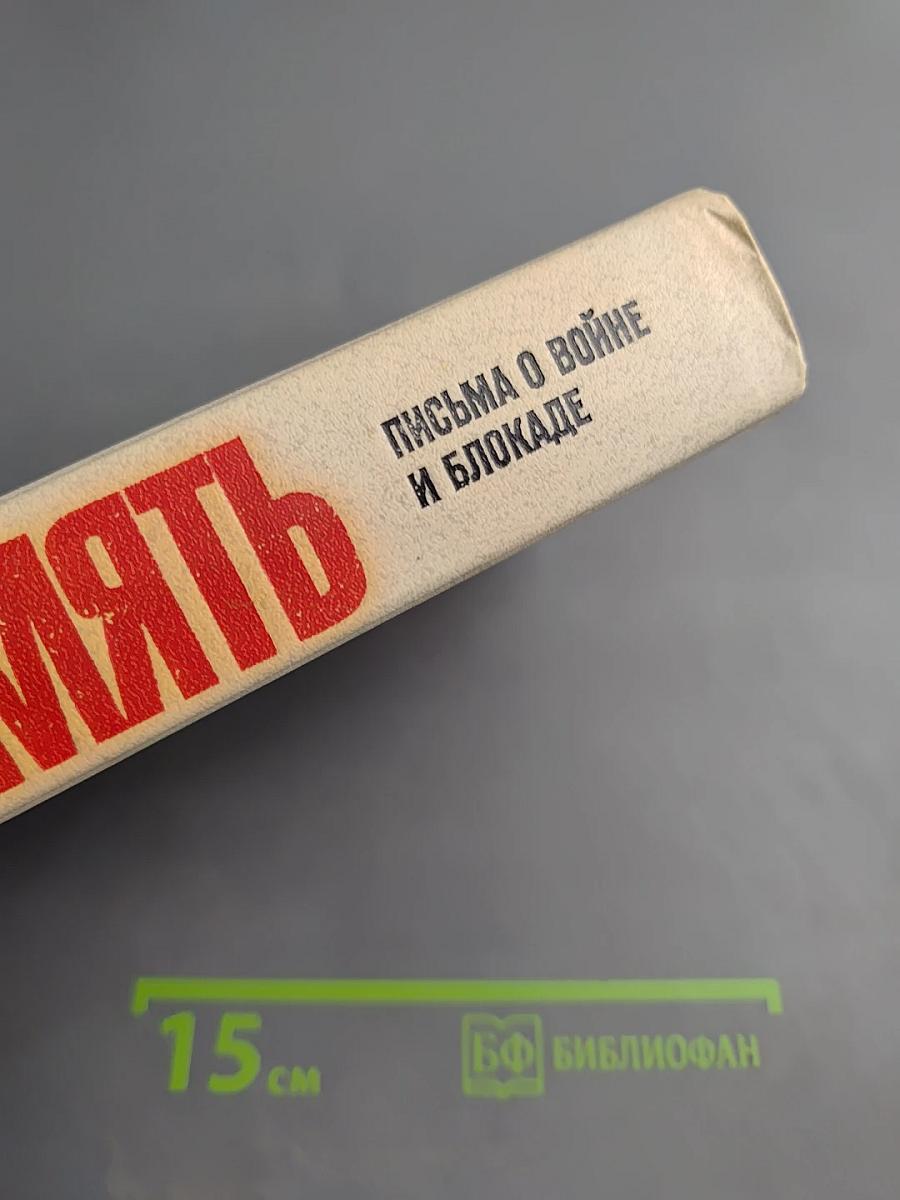 МЯТЬ
ПИСЬМА О ВОЙНЕ
И БЛОКАДЕ
15 см
БФ БИБЛИОФАН